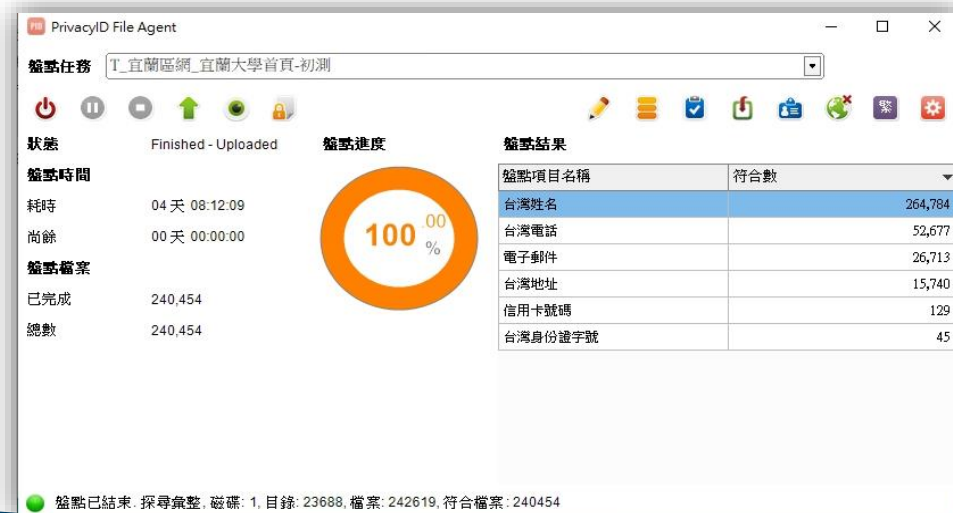 PrivacyID File Agent
盤點任務 T_宜蘭區網_宜蘭大學首頁-初測
繁
狀態 Finished - Uploaded
盤點時間
耗時 04 天 08:12:09
尚餘 00 天 00:00:00
盤點檔案
已完成 240,454
總數 240,454
盤點進度
100.00 %
盤點結果
盤點項目名稱 符合數
台灣姓名 264,784
台灣電話 52,677
電子郵件 26,713
台灣地址 15,740
信用卡號碼 129
台灣身份證字號 45
盤點已結束. 探尋彙整, 磁碟: 1, 目錄: 23688, 檔案: 242619, 符合檔案: 240454